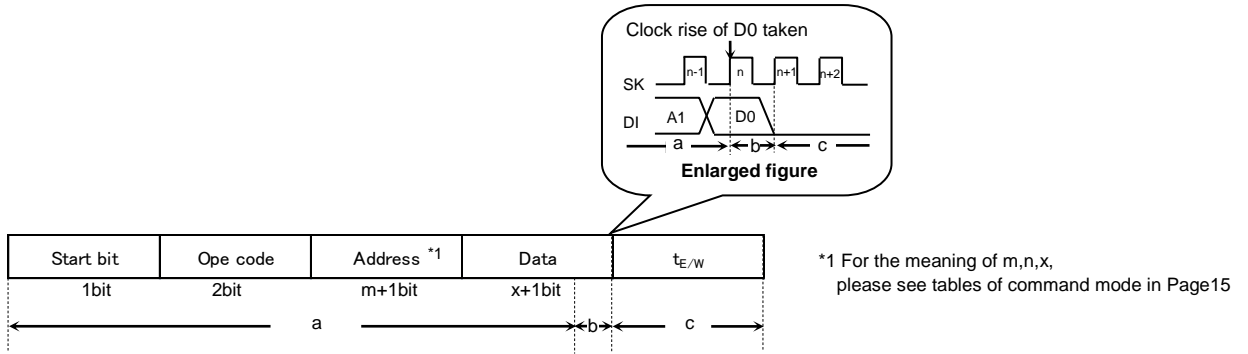 Clock rise of D0 taken
SK n-1 n n+1 n+2
DI A1 D0
a b c
Enlarged figure
Start bit Ope code Address *1 Data tE/W
1bit 2bit m+1bit x+1bit
a b c
*1 For the meaning of m,n,x,
please see tables of command mode in Page15